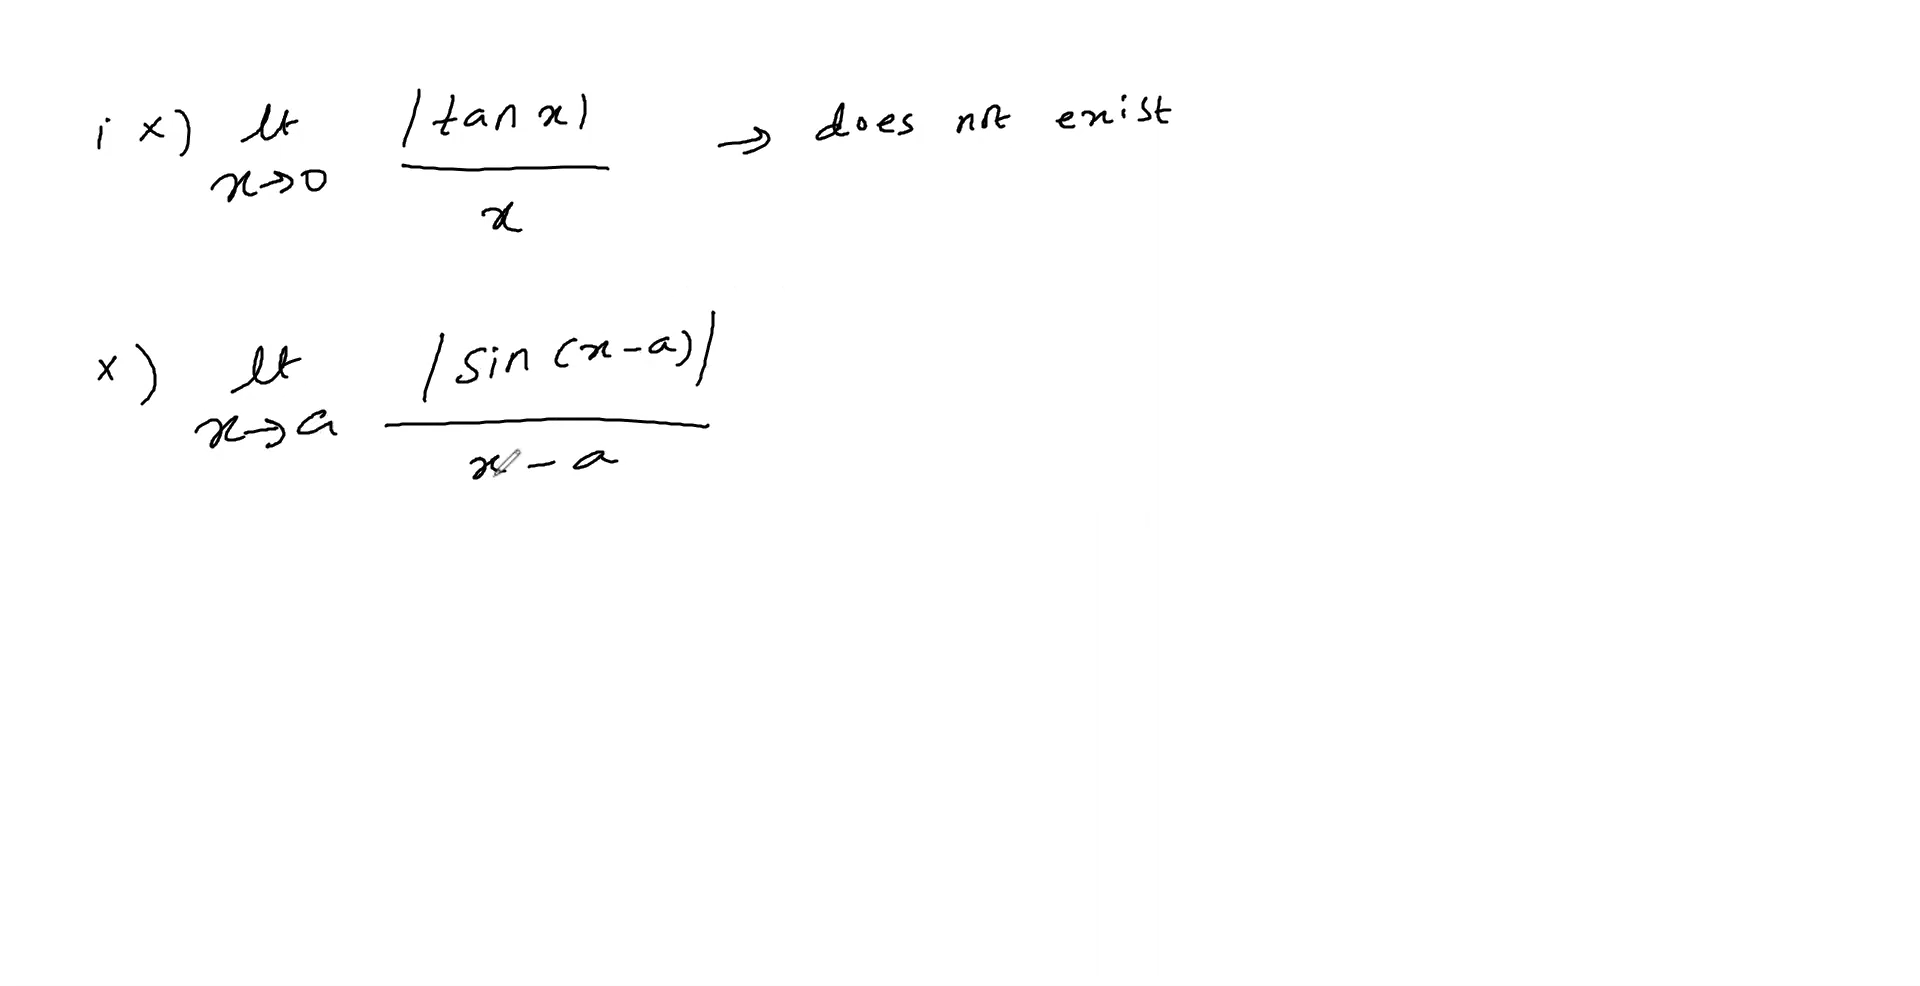 ix) lt |tan x| → does not exist
x→0 x
x) lt |sin (x-a)|
x→a x-a